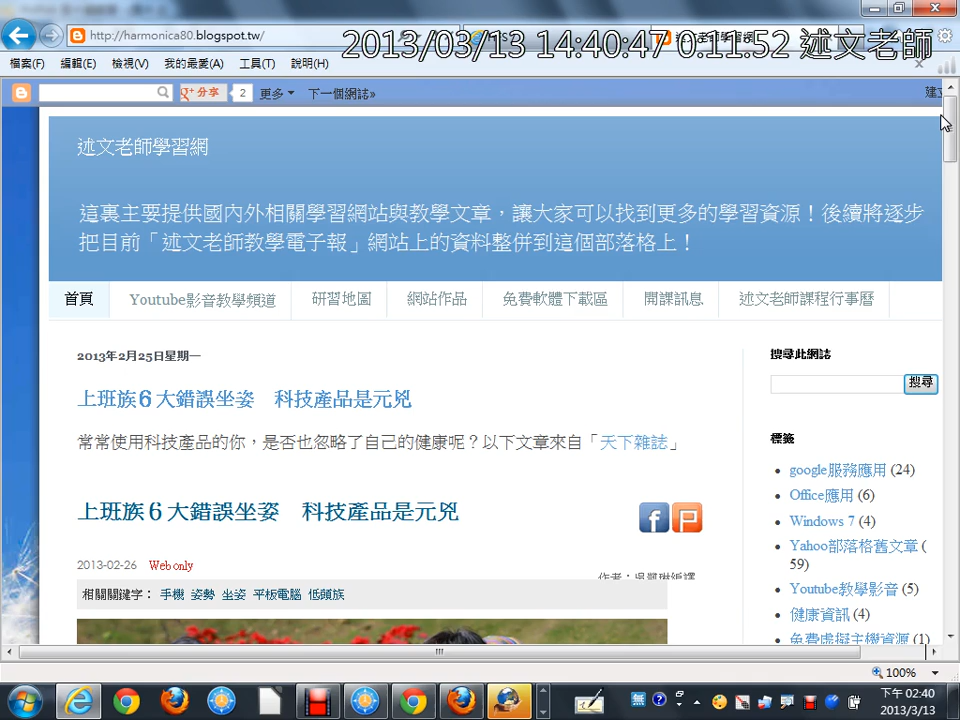 http://harmonica80.blogspot.tw/
2013/03/13 14:40:47 0:11:52 述文老師
檔案(F) 編輯(E) 檢視(V) 我的最愛(A) 工具(T) 說明(H)
分享 2 更多 下一個網誌»
述文老師學習網
這裏主要提供國內外相關學習網站與教學文章，讓大家可以找到更多的學習資源！後續將逐步
把目前「述文老師教學電子報」網站上的資料整併到這個部落格上！
首頁 Youtube影音教學頻道 研習地圖 網站作品 免費軟體下載區 開課訊息 述文老師課程行事曆
2013年2月25日星期一
上班族6大錯誤坐姿 科技產品是元兇
常常使用科技產品的你，是否也忽略了自己的健康呢？以下文章來自「天下雜誌」
上班族6大錯誤坐姿 科技產品是元兇
2013-02-26 Web only
相關關鍵字： 手機 姿勢 坐姿 平板電腦 低頭族
搜尋此網誌
搜尋
標籤
google服務應用 (24)
Office應用 (6)
Windows 7 (4)
Yahoo部落格舊文章 (
59)
Youtube教學影音 (5)
健康資訊 (4)
免費虛擬主機資源 (1)
100%
下午 02:40
2013/3/13